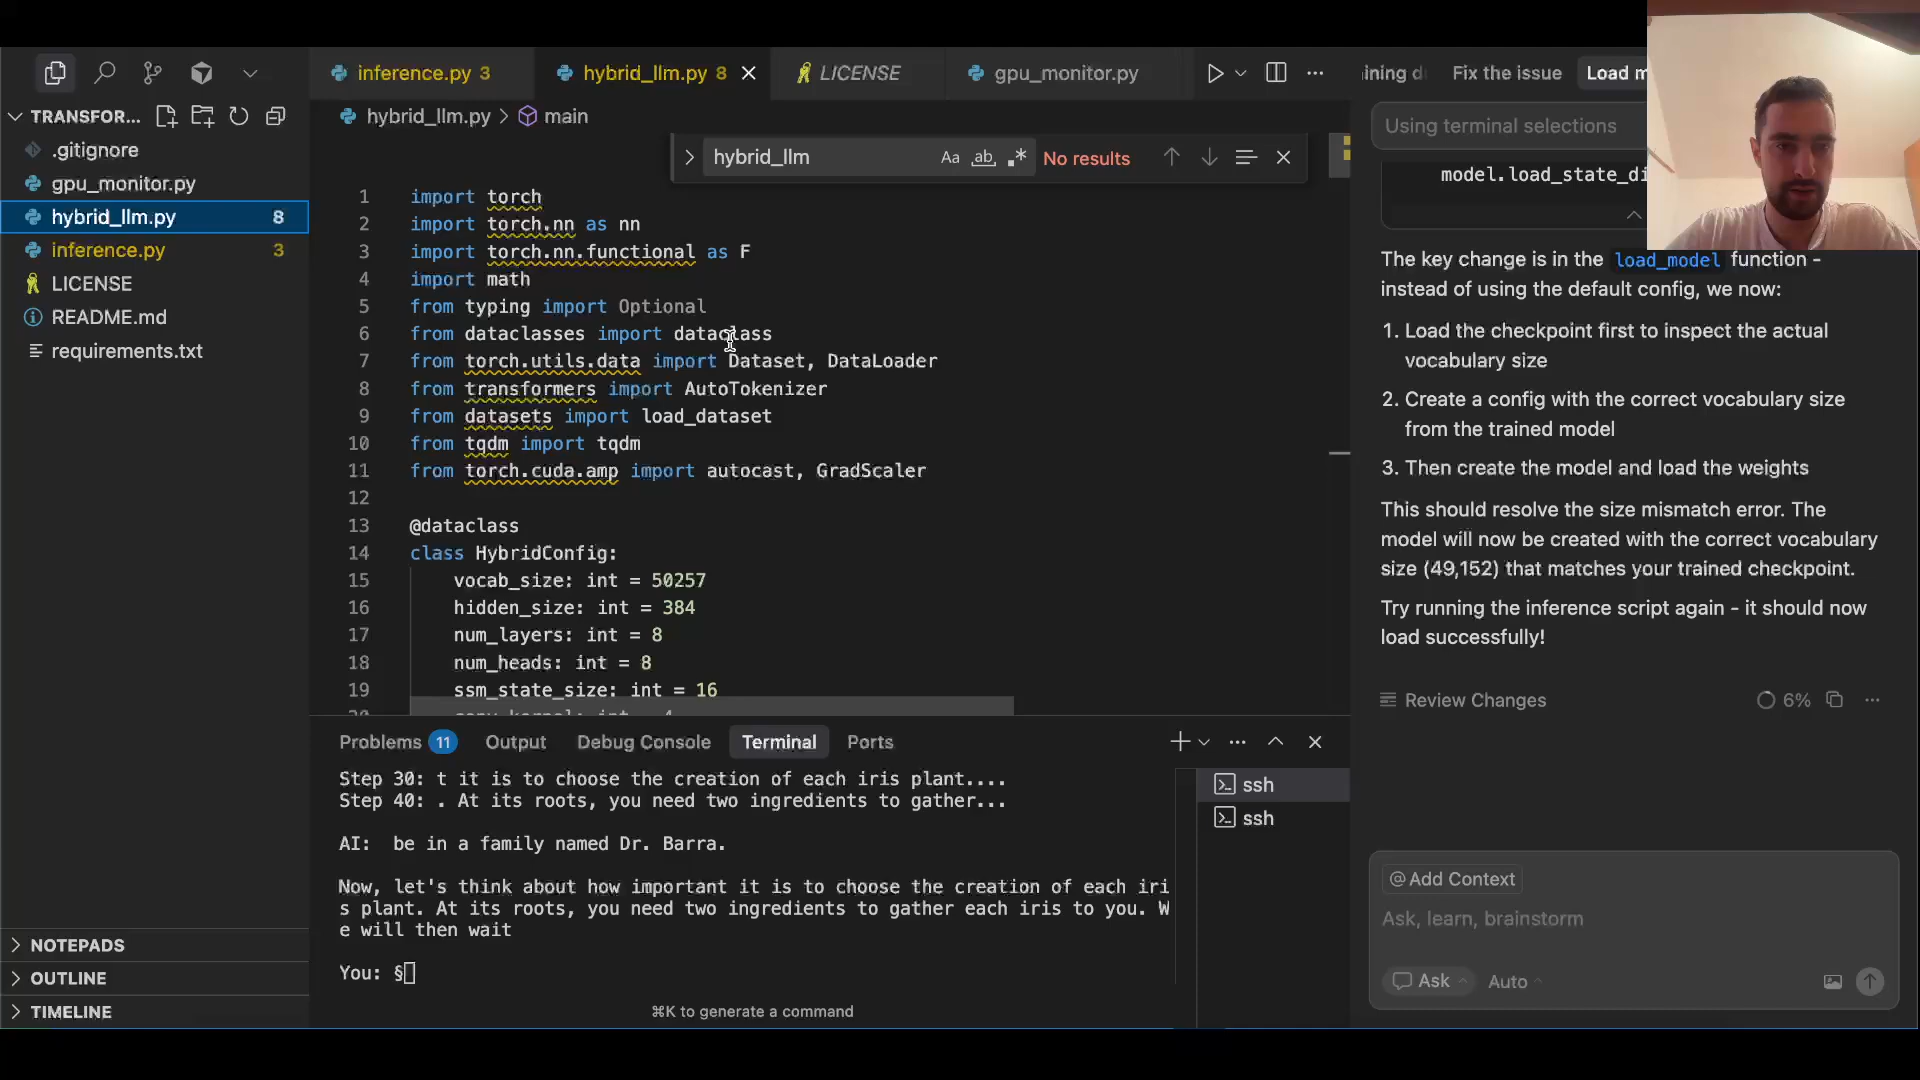 inference.py 3
hybrid_llm.py 8
LICENSE
gpu_monitor.py
TRANSFOR...
.gitignore
gpu_monitor.py
hybrid_llm.py 8
inference.py 3
LICENSE
README.md
requirements.txt
NOTEPADS
OUTLINE
TIMELINE
hybrid_llm.py > main
hybrid_llm
Aa ab .* No results
1 import torch
2 import torch.nn as nn
3 import torch.nn.functional as F
4 import math
5 from typing import Optional
6 from dataclasses import dataclass
7 from torch.utils.data import Dataset, DataLoader
8 from transformers import AutoTokenizer
9 from datasets import load_dataset
10 from tqdm import tqdm
11 from torch.cuda.amp import autocast, GradScaler
12
13 @dataclass
14 class HybridConfig:
15 vocab_size: int = 50257
16 hidden_size: int = 384
17 num_layers: int = 8
18 num_heads: int = 8
19 ssm_state_size: int = 16
Problems 11 Output Debug Console Terminal Ports
Step 30: t it is to choose the creation of each iris plant....
Step 40: . At its roots, you need two ingredients to gather...
AI:  be in a family named Dr. Barra.
Now, let's think about how important it is to choose the creation of each iri
s plant. At its roots, you need two ingredients to gather each iris to you. W
e will then wait
You: §
⌘K to generate a command
ssh
ssh
ining d
Fix the issue
Load m
Using terminal selections
model.load_state_di
The key change is in the load_model function -
instead of using the default config, we now:
1. Load the checkpoint first to inspect the actual
vocabulary size
2. Create a config with the correct vocabulary size
from the trained model
3. Then create the model and load the weights
This should resolve the size mismatch error. The
model will now be created with the correct vocabulary
size (49,152) that matches your trained checkpoint.
Try running the inference script again - it should now
load successfully!
Review Changes
6%
@ Add Context
Ask, learn, brainstorm
Ask
Auto